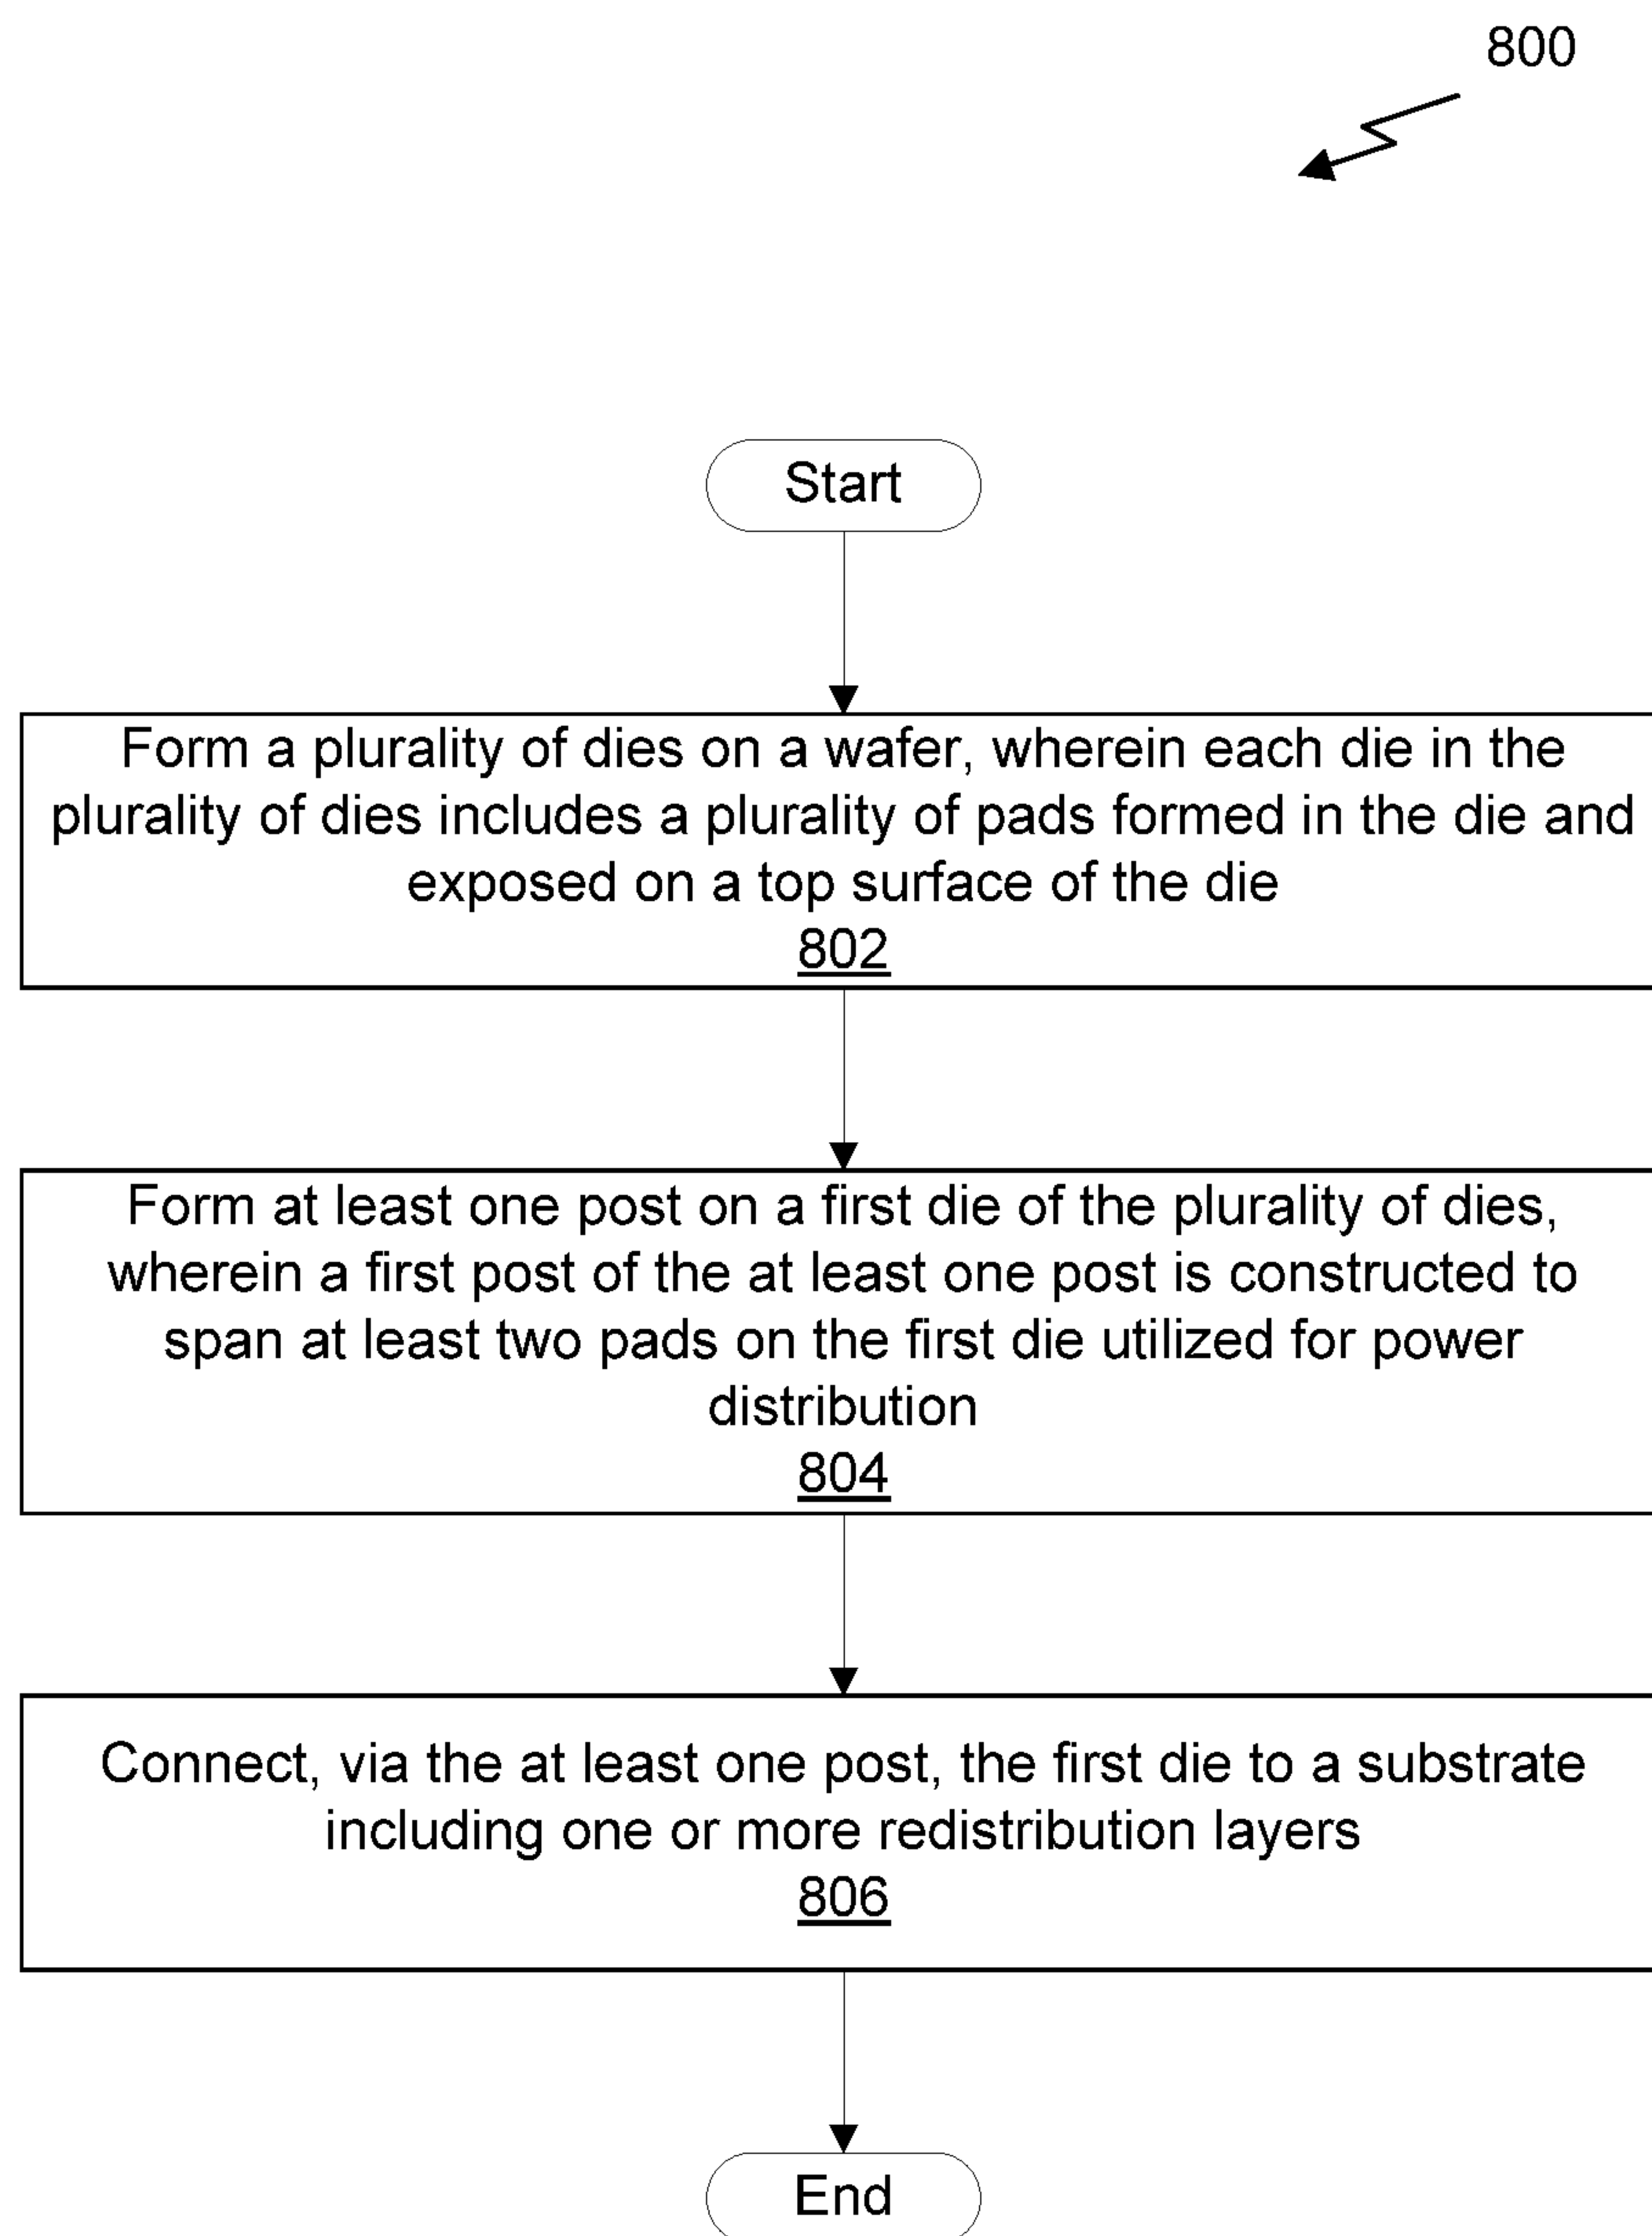 800
Start
Form a plurality of dies on a wafer, wherein each die in the
plurality of dies includes a plurality of pads formed in the die and
exposed on a top surface of the die
802
Form at least one post on a first die of the plurality of dies,
wherein a first post of the at least one post is constructed to
span at least two pads on the first die utilized for power
distribution
804
Connect, via the at least one post, the first die to a substrate
including one or more redistribution layers
806
End